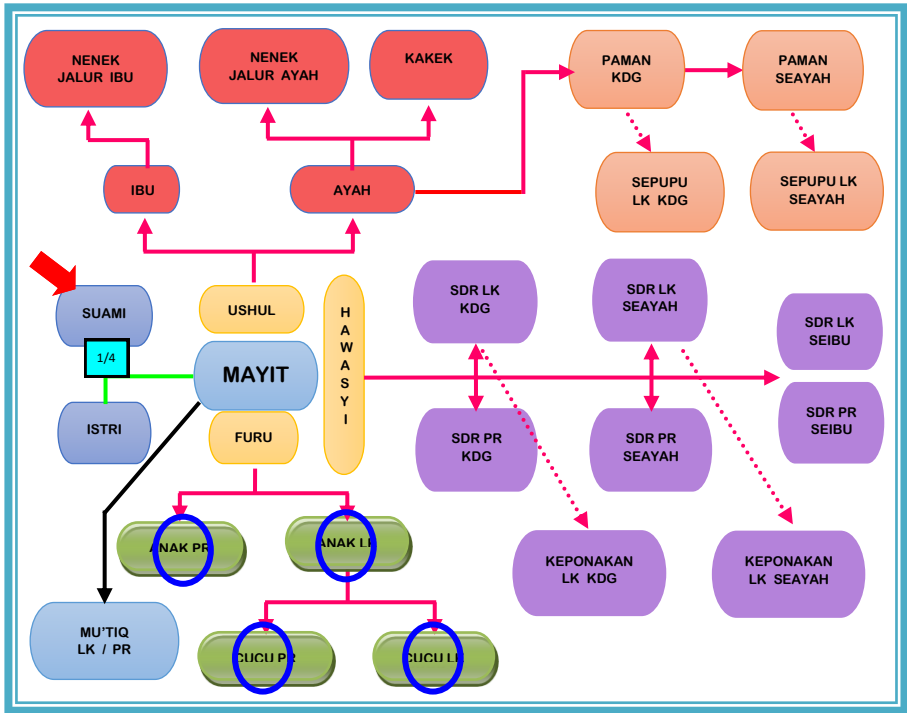 NENEK
JALUR IBU
NENEK
JALUR AYAH
KAKEK
PAMAN
KDG
PAMAN
SEAYAH
IBU
AYAH
SEPUPU
LK KDG
SEPUPU LK
SEAYAH
SUAMI
USHUL
H
A
W
A
S
Y
I
SDR LK
KDG
SDR LK
SEAYAH
SDR LK
SEIBU
1/4
MAYIT
ISTRI
FURU
SDR PR
KDG
SDR PR
SEAYAH
SDR PR
SEIBU
ANAK PR
ANAK LK
KEPONAKAN
LK KDG
KEPONAKAN
LK SEAYAH
MU'TIQ
LK / PR
CUCU PR
CUCU LK